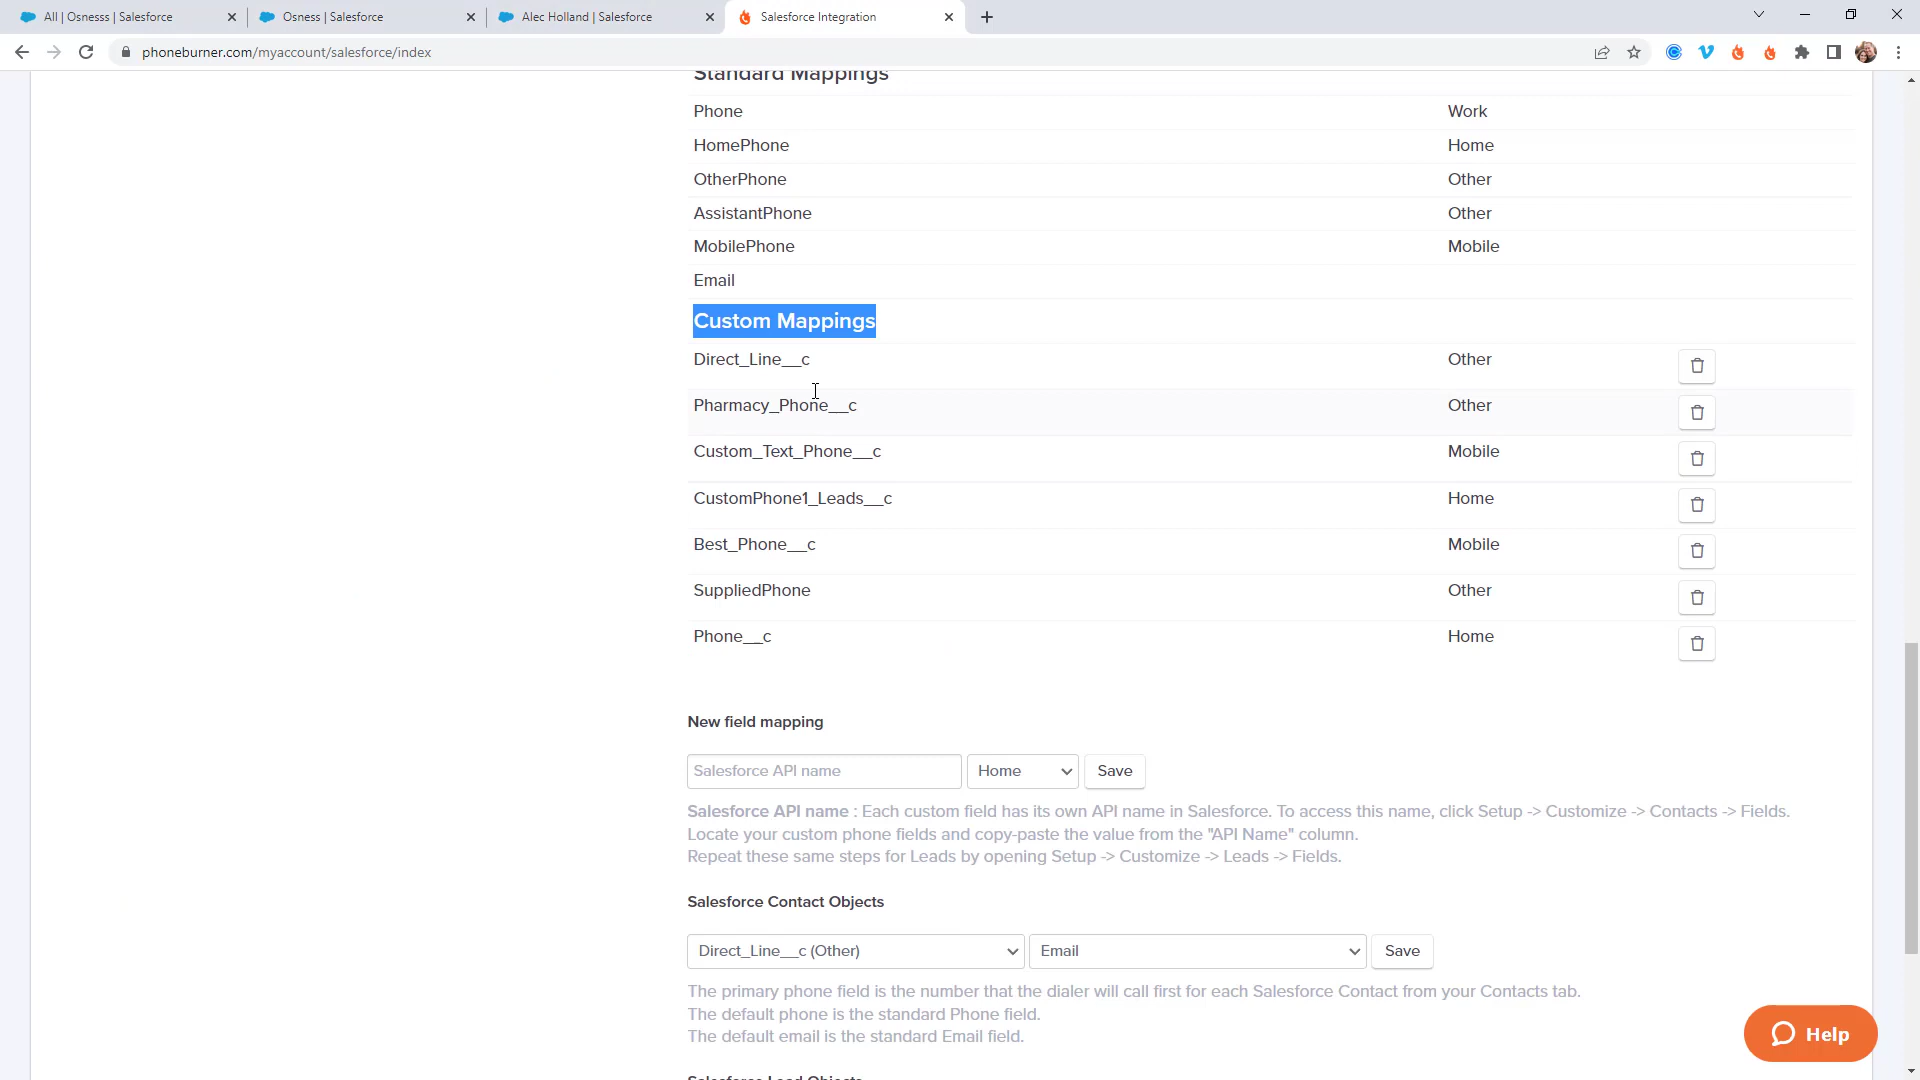 All | Osnesss | Salesforce
Osness | Salesforce
Alec Holland | Salesforce
Salesforce Integration
phoneburner.com/myaccount/salesforce/index
Standard Mappings
Phone Work
HomePhone Home
OtherPhone Other
AssistantPhone Other
MobilePhone Mobile
Email
Custom Mappings
Direct_Line__c Other
Pharmacy_Phone__c Other
Custom_Text_Phone__c Mobile
CustomPhone1_Leads__c Home
Best_Phone__c Mobile
SuppliedPhone Other
Phone__c Home
New field mapping
Salesforce API name Home Save
Salesforce API name : Each custom field has its own API name in Salesforce. To access this name, click Setup -> Customize -> Contacts -> Fields.
Locate your custom phone fields and copy-paste the value from the "API Name" column.
Repeat these same steps for Leads by opening Setup -> Customize -> Leads -> Fields.
Salesforce Contact Objects
Direct_Line__c (Other) Email Save
The primary phone field is the number that the dialer will call first for each Salesforce Contact from your Contacts tab.
The default phone is the standard Phone field.
The default email is the standard Email field.
Help
Salesforce Lead Objects